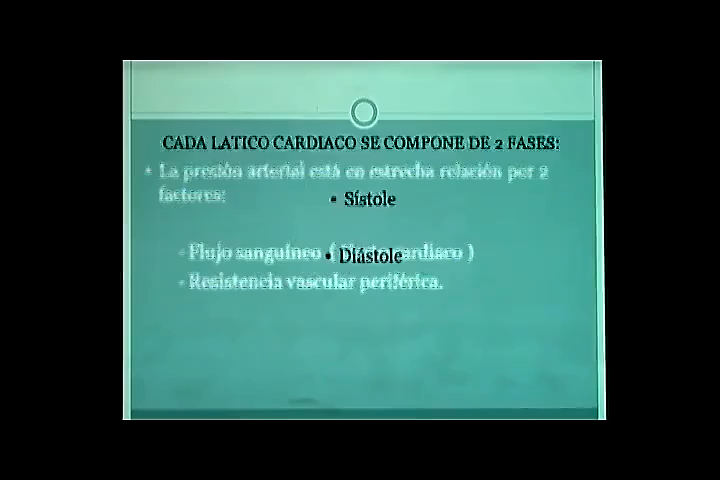 CADA LATICO CARDIACO SE COMPONE DE 2 FASES:
• La presión arterial está en estrecha relación por 2
factores:
• Sístole
- Flujo sanguíneo ( cardiaco )
• Diástole
- Resistencia vascular periférica.